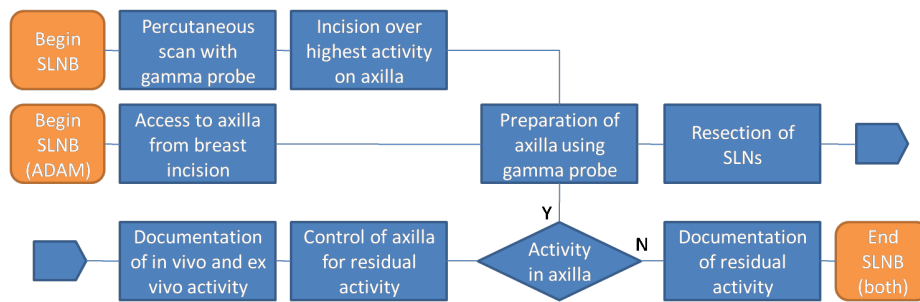 Begin
SLNB
Percutaneous
scan with
gamma probe
Incision over
highest activity
on axilla
Begin
SLNB
(ADAM)
Access to axilla
from breast
incision
Preparation of
axilla using
gamma probe
Resection of
SLNs
Y
Documentation
of in vivo and ex
vivo activity
Control of axilla
for residual
activity
Activity
in axilla
N
Documentation
of residual
activity
End
SLNB
(both)